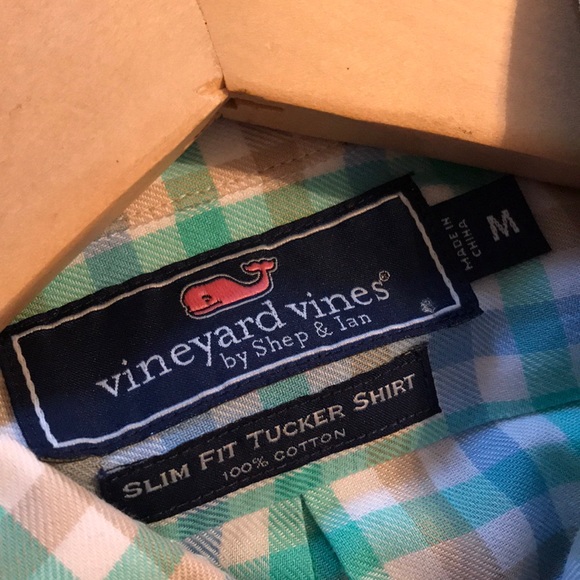 vineyard vines®
by Shep & Ian
M
MADE IN
CHINA
SLIM FIT TUCKER SHIRT
100% COTTON